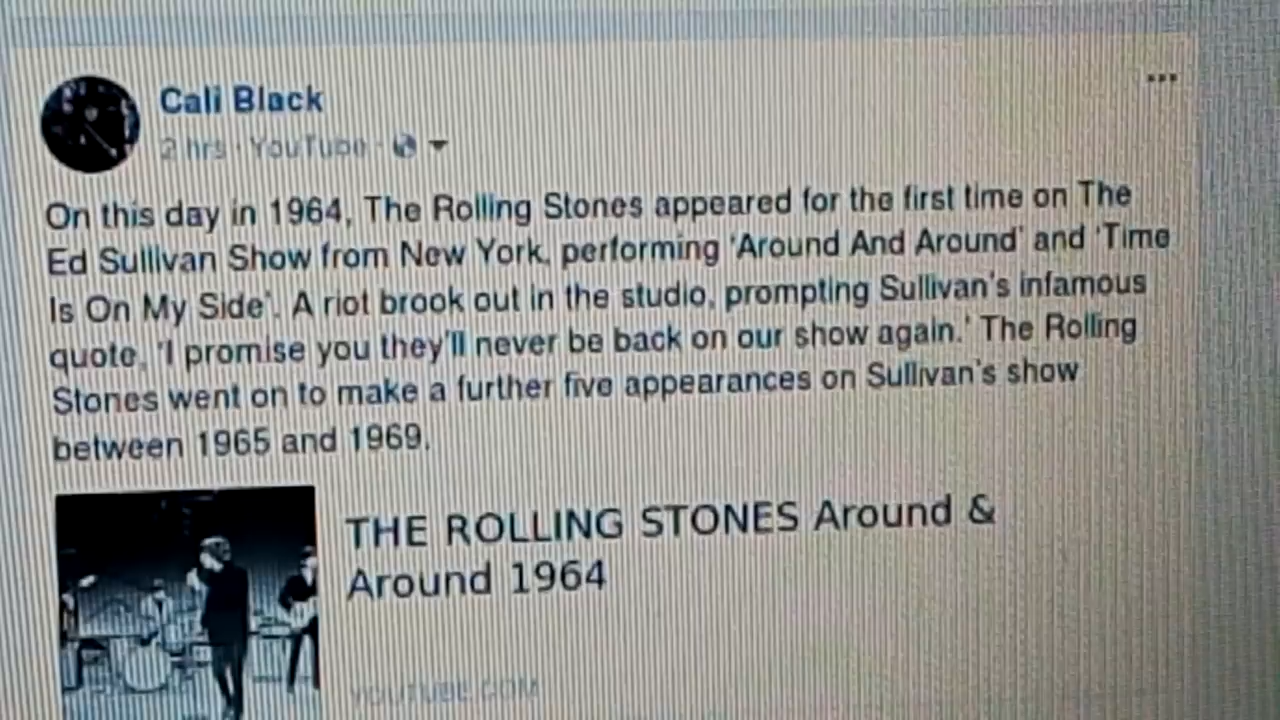 Cali Black
2 hrs · YouTube ·
On this day in 1964, The Rolling Stones appeared for the first time on The
Ed Sullivan Show from New York, performing 'Around And Around' and 'Time
Is On My Side'. A riot brook out in the studio, prompting Sullivan's infamous
quote, 'I promise you they'll never be back on our show again.' The Rolling
Stones went on to make a further five appearances on Sullivan's show
between 1965 and 1969.
THE ROLLING STONES Around &
Around 1964
YOUTUBE.COM